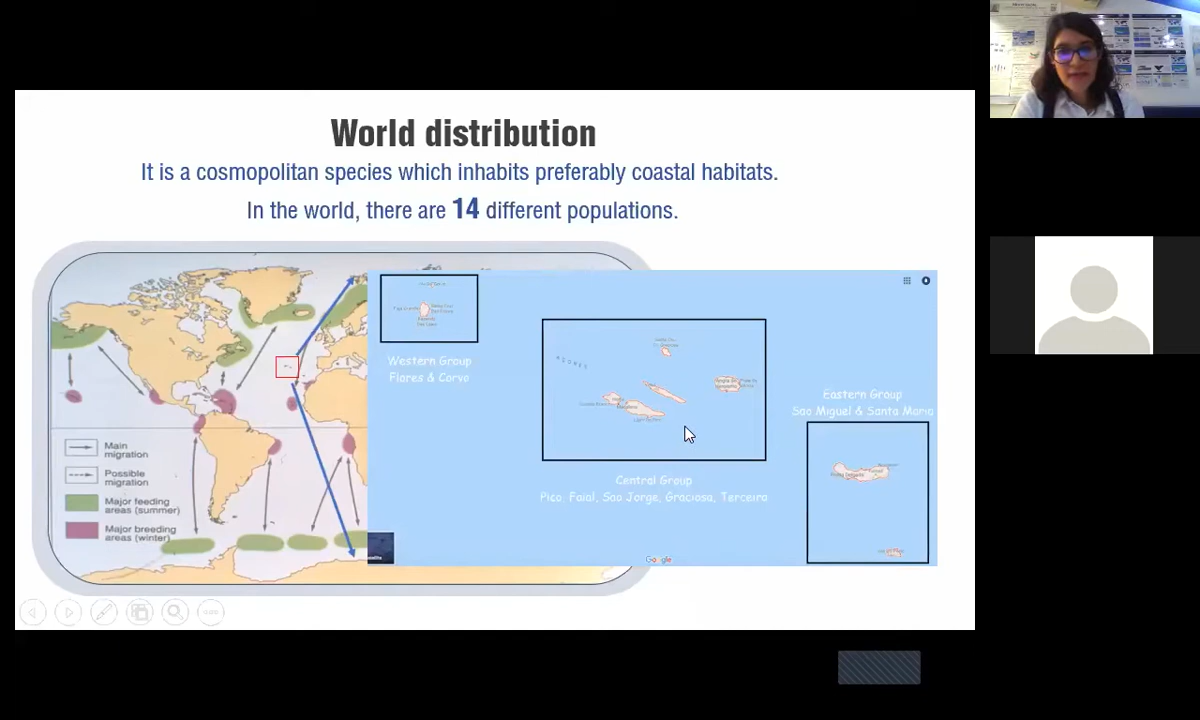 World distribution
It is a cosmopolitan species which inhabits preferably coastal habitats.
In the world, there are 14 different populations.
Western Group
Flores & Corvo
Central Group
Pico, Faial, Sao Jorge, Graciosa, Terceira
Eastern Group
Sao Miguel & Santa Maria
Main
migration
Possible
migration
Major feeding
areas (summer)
Major breeding
areas (winter)
Google